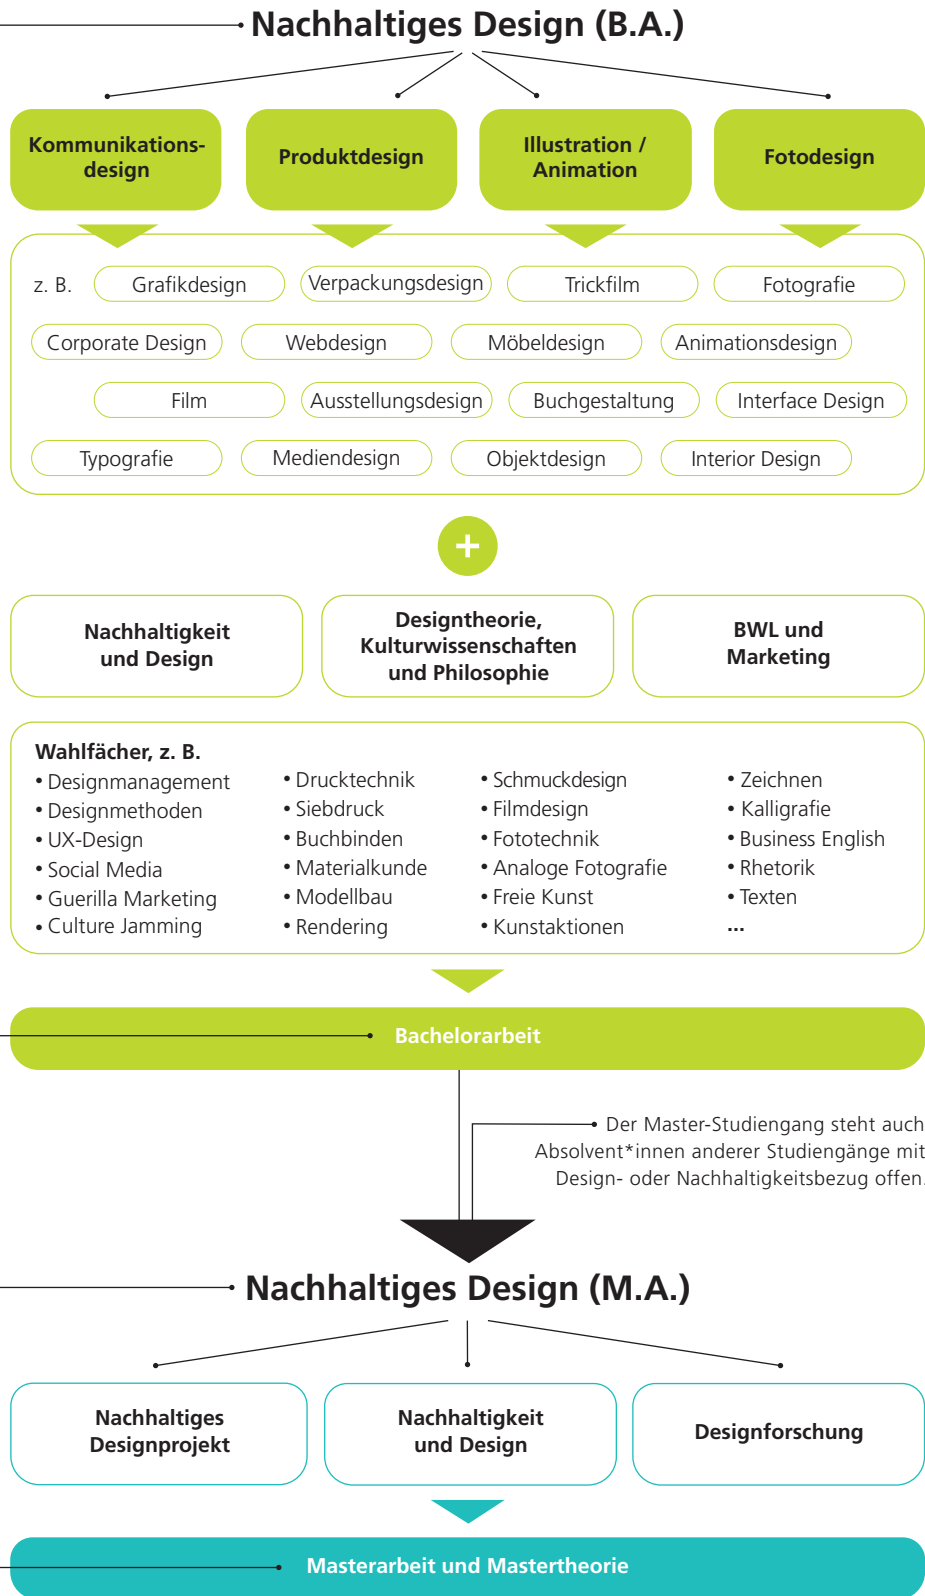 Nachhaltiges Design (B.A.)
Kommunikations-
design
Produktdesign
Illustration /
Animation
Fotodesign
z. B.
Grafikdesign
Verpackungsdesign
Trickfilm
Fotografie
Corporate Design
Webdesign
Möbeldesign
Animationsdesign
Film
Ausstellungsdesign
Buchgestaltung
Interface Design
Typografie
Mediendesign
Objektdesign
Interior Design
+
Nachhaltigkeit
und Design
Designtheorie,
Kulturwissenschaften
und Philosophie
BWL und
Marketing
Wahlfächer, z. B.
• Designmanagement
• Designmethoden
• UX-Design
• Social Media
• Guerilla Marketing
• Culture Jamming
• Drucktechnik
• Siebdruck
• Buchbinden
• Materialkunde
• Modellbau
• Rendering
• Schmuckdesign
• Filmdesign
• Fototechnik
• Analoge Fotografie
• Freie Kunst
• Kunstaktionen
• Zeichnen
• Kalligrafie
• Business English
• Rhetorik
• Texten
...
Bachelorarbeit
Der Master-Studiengang steht auch
Absolvent*innen anderer Studiengänge mit
Design- oder Nachhaltigkeitsbezug offen.
Nachhaltiges Design (M.A.)
Nachhaltiges
Designprojekt
Nachhaltigkeit
und Design
Designforschung
Masterarbeit und Mastertheorie